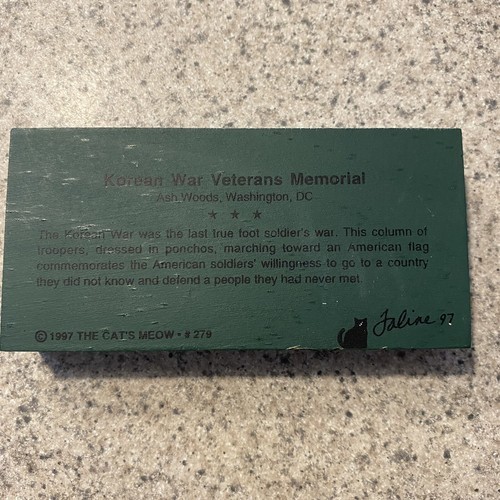 Korean War Veterans Memorial
Ash Woods, Washington, DC
★ ★ ★
The Korean War was the last true foot soldier's war. This column of
troopers, dressed in ponchos, marching toward an American flag
commemorates the American soldiers' willingness to go to a country
they did not know and defend a people they had never met.
© 1997 THE CAT'S MEOW • # 279
Faline 97